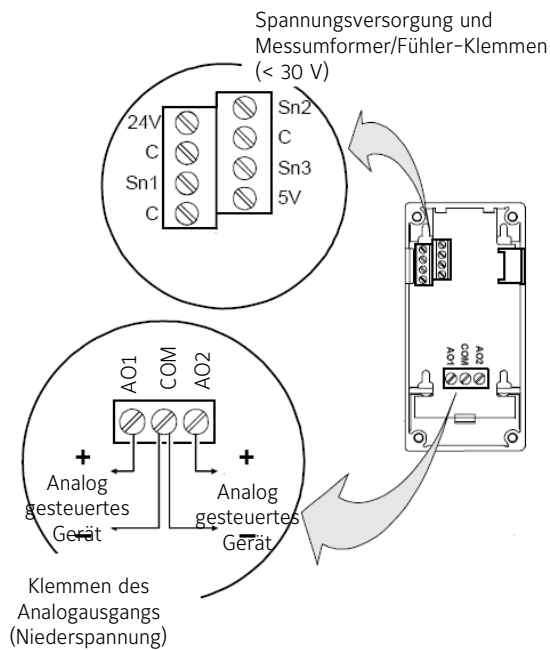 Spannungsversorgung und
Messumformer/Fühler-Klemmen
(< 30 V)
24V
C
Sn1
C
Sn2
C
Sn3
5V
AO1
COM
AO2
AO1
COM
AO2
+
Analog
gesteuertes
Gerät
–
+
Analog
gesteuertes
Gerät
–
Klemmen des
Analogausgangs
(Niederspannung)